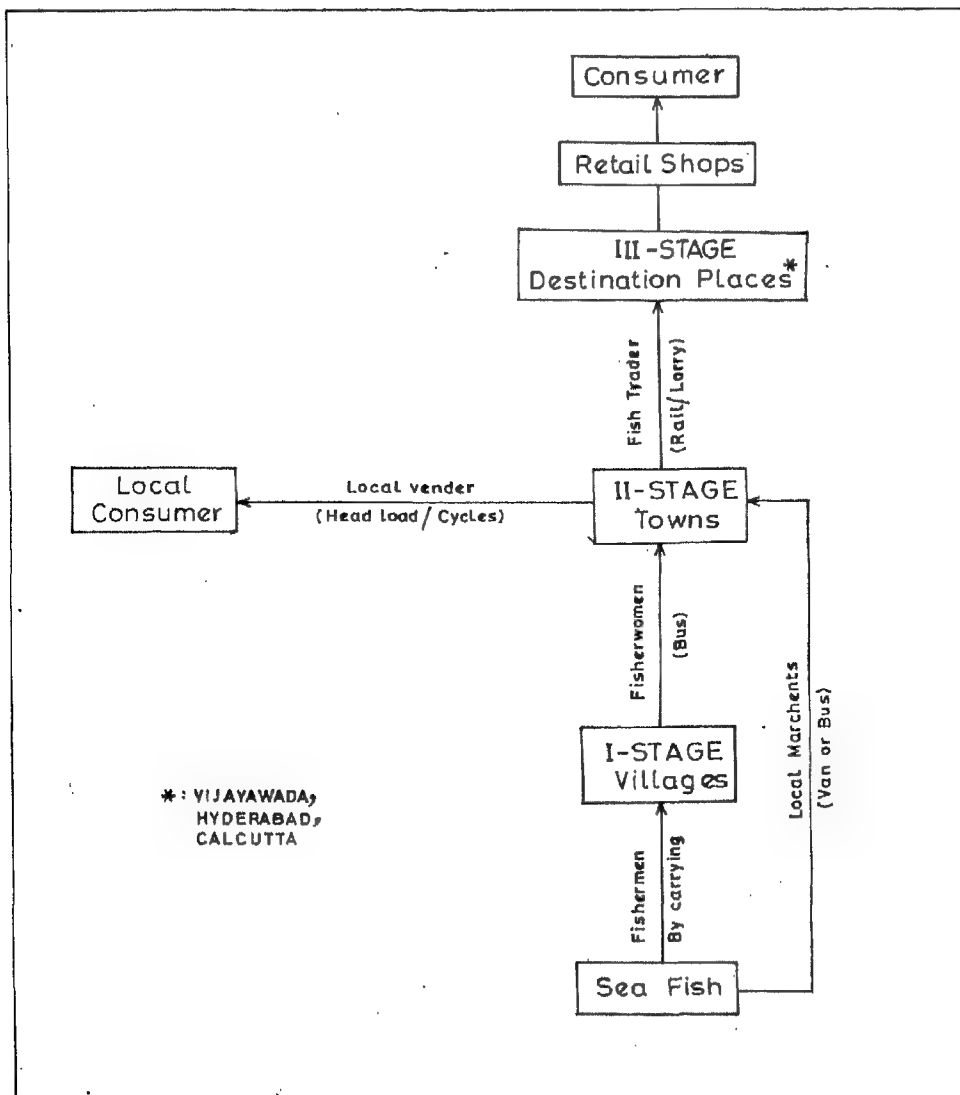 Consumer
Retail Shops
III-STAGE
Destination Places*
Fish Trader
(Rail/Lorry)
Local
Consumer
Local vender
(Head load/Cycles)
II-STAGE
Towns
Fisherwomen
(Bus)
Local Marchents
(Van or Bus)
I-STAGE
Villages
*: VIJAYAWADA,
HYDERABAD,
CALCUTTA
Fishermen
By carrying
Sea Fish